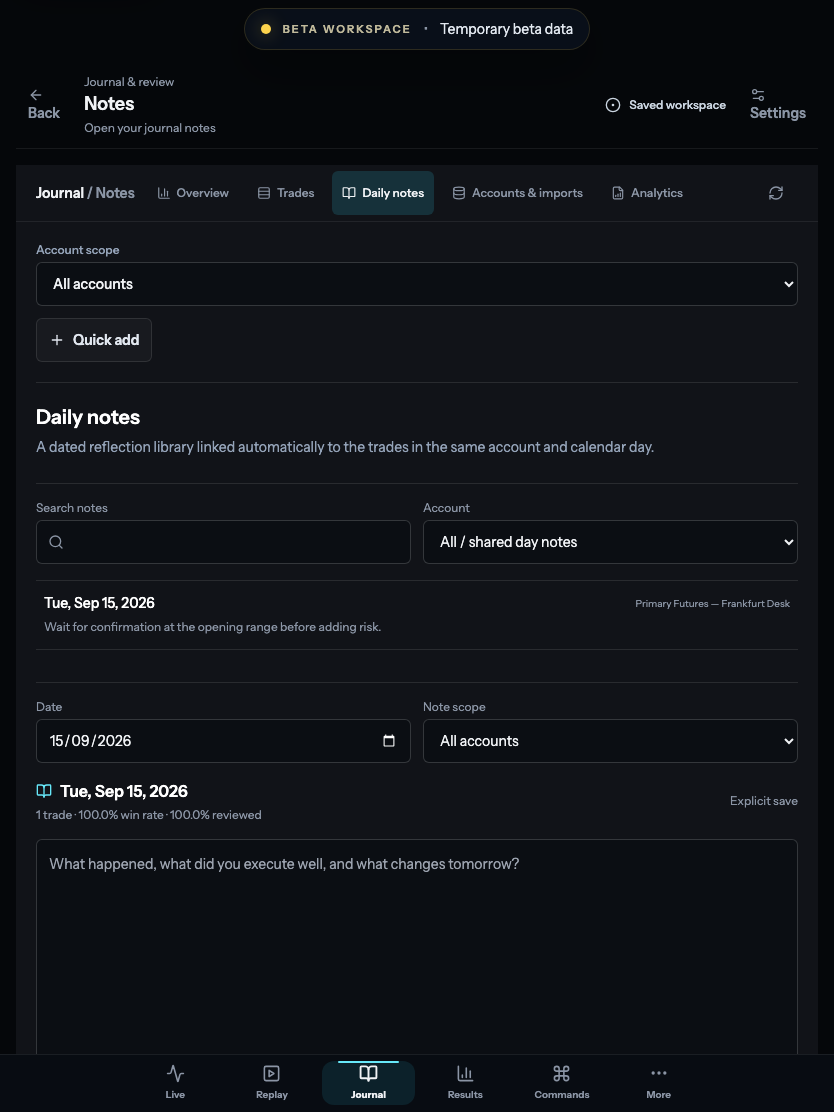 BETA WORKSPACE · Temporary beta data
Journal & review
Back
Notes
Open your journal notes
Saved workspace
Settings
Journal / Notes
Overview
Trades
Daily notes
Accounts & imports
Analytics
Account scope
All accounts
Quick add
Daily notes
A dated reflection library linked automatically to the trades in the same account and calendar day.
Search notes
Account
All / shared day notes
Tue, Sep 15, 2026
Primary Futures — Frankfurt Desk
Wait for confirmation at the opening range before adding risk.
Date
Note scope
15/09/2026
All accounts
Tue, Sep 15, 2026
1 trade · 100.0% win rate · 100.0% reviewed
Explicit save
What happened, what did you execute well, and what changes tomorrow?
Live
Replay
Journal
Results
Commands
More